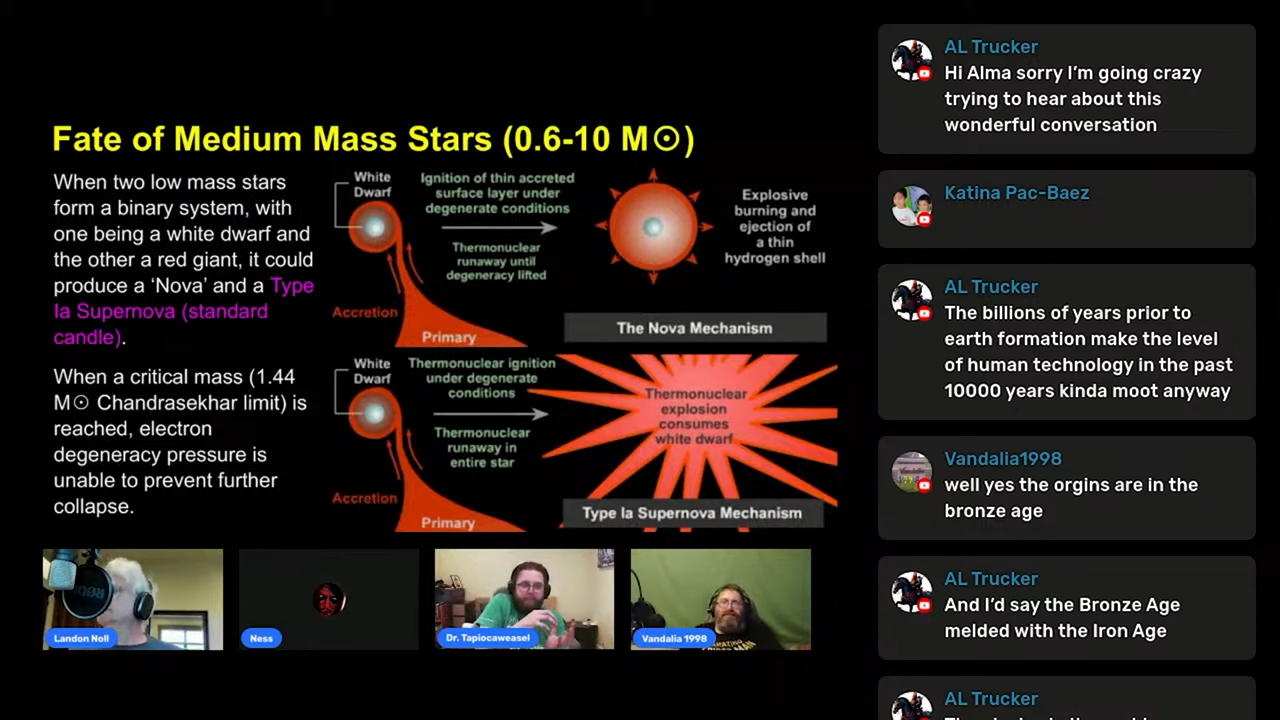 Fate of Medium Mass Stars (0.6-10 M☉)
When two low mass stars
form a binary system, with
one being a white dwarf and
the other a red giant, it could
produce a ‘Nova’ and a Type
Ia Supernova (standard
candle).
When a critical mass (1.44
M☉ Chandrasekhar limit) is
reached, electron
degeneracy pressure is
unable to prevent further
collapse.
White
Dwarf
Ignition of thin accreted
surface layer under
degenerate conditions
Thermonuclear
runaway until
degeneracy lifted
Explosive
burning and
ejection of
a thin
hydrogen shell
Accretion
Primary
The Nova Mechanism
White
Dwarf
Thermonuclear ignition
under degenerate
conditions
Thermonuclear
runaway in
entire star
Thermonuclear
explosion
consumes
white dwarf
Accretion
Primary
Type Ia Supernova Mechanism
RØDE
Landon Noll
Ness
Dr. Tapiocaweasel
Vandalia 1998
AL Trucker
Hi Alma sorry I’m going crazy
trying to hear about this
wonderful conversation
Katina Pac-Baez
AL Trucker
The billions of years prior to
earth formation make the level
of human technology in the past
10000 years kinda moot anyway
Vandalia1998
well yes the orgins are in the
bronze age
AL Trucker
And I’d say the Bronze Age
melded with the Iron Age
AL Trucker